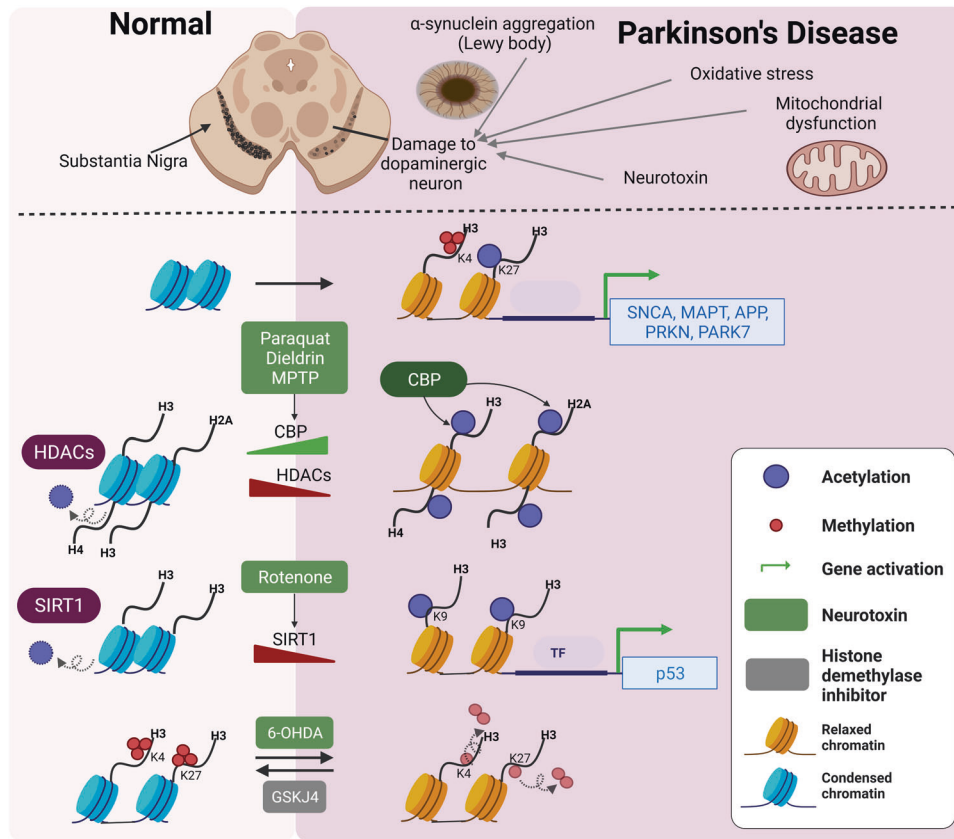 Normal
Parkinson's Disease
α-synuclein aggregation
(Lewy body)
Oxidative stress
Mitochondrial
dysfunction
Substantia Nigra
Damage to
dopaminergic
neuron
Neurotoxin
H3
K4
H3
K27
SNCA, MAPT, APP,
PRKN, PARK7
Paraquat
Dieldrin
MPTP
CBP
HDACs
HDACs
H3
H2A
H4
H3
CBP
H3
H2A
H4
H3
Rotenone
SIRT1
SIRT1
H3
H3
H3
K9
H3
K9
TF
p53
6-OHDA
GSKJ4
H3
K4
H3
K27
H3
K4
H3
K27
Acetylation
Methylation
Gene activation
Neurotoxin
Histone
demethylase
inhibitor
Relaxed
chromatin
Condensed
chromatin